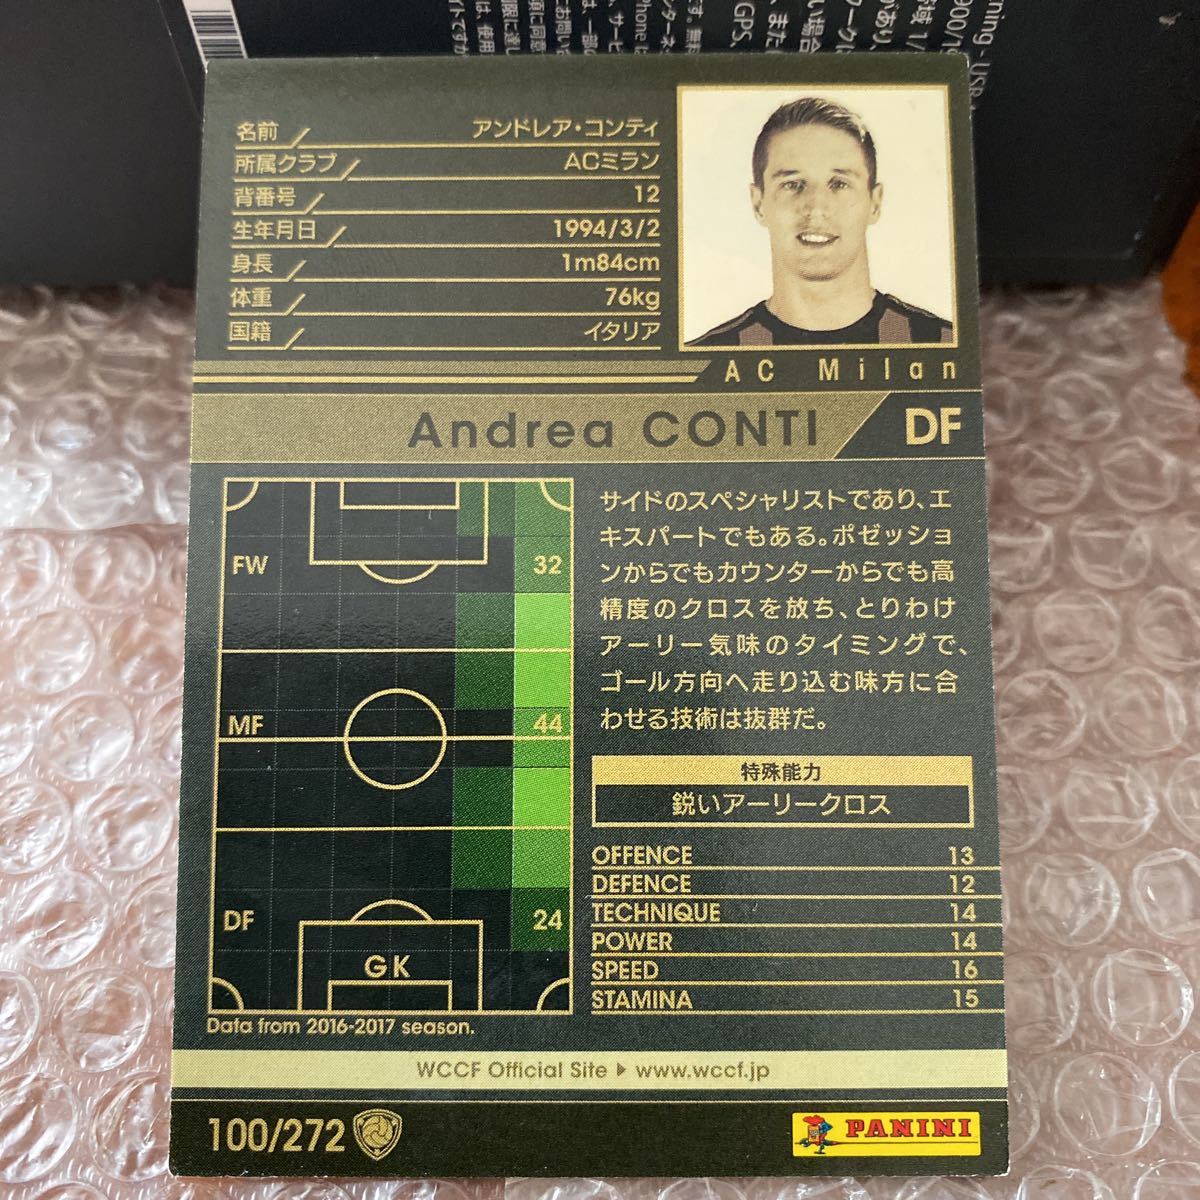 名前 アンドレア・コンティ
所属クラブ ACミラン
背番号 12
生年月日 1994/3/2
身長 1m84cm
体重 76kg
国籍 イタリア
AC Milan
Andrea CONTI DF
FW 32
MF 44
DF 24
GK
Data from 2016-2017 season.
サイドのスペシャリストであり、エ
キスパートでもある。ポゼッショ
ンからでもカウンターからでも高
精度のクロスを放ち、とりわけ
アーリー気味のタイミングで、
ゴール方向へ走り込む味方に合
わせる技術は抜群だ。
特殊能力
鋭いアーリークロス
OFFENCE 13
DEFENCE 12
TECHNIQUE 14
POWER 14
SPEED 16
STAMINA 15
WCCF Official Site ▶ www.wccf.jp
100/272
PANINI